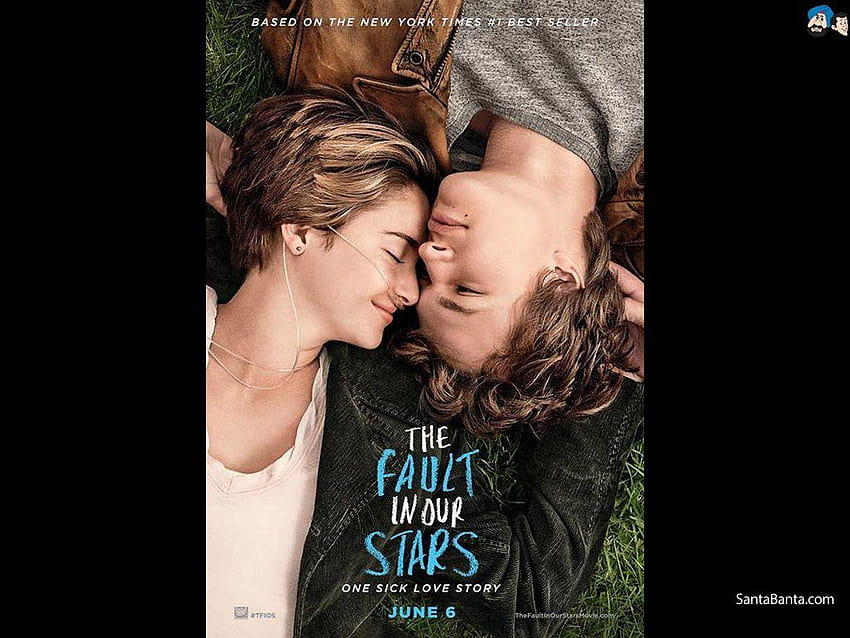 BASED ON THE NEW YORK TIMES #1 BEST SELLER
THE
FAULT
IN OUR
STARS
ONE SICK LOVE STORY
#TFIOS
JUNE 6
TheFaultInOurStarsMovie.com
SantaBanta.com